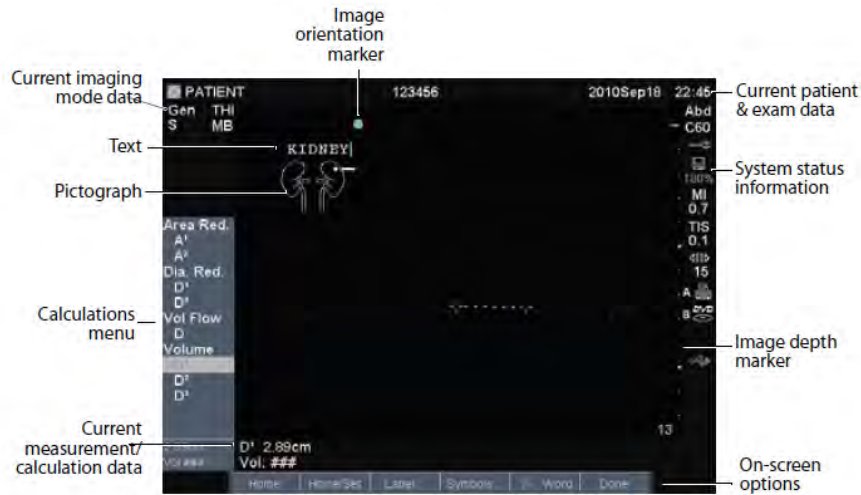 Image
orientation
marker
Current imaging
mode data
Current patient
& exam data
Text
Pictograph
System status
information
Calculations
menu
Image depth
marker
Current
measurement/
calculation data
On-screen
options
PATIENT 123456 2010Sep18 22:45
Gen THI
S MB
Abd
C60
KIDNEY
100%
MI
0.7
TIS
0.1
15
A
B DVD
13
Area Red.
A¹
A²
Dia. Red.
D¹
D²
Vol Flow
D
Volume
D²
D³
D¹ 2.89cm
Vol: ###
Home Home/Set Label Symbols Word Done